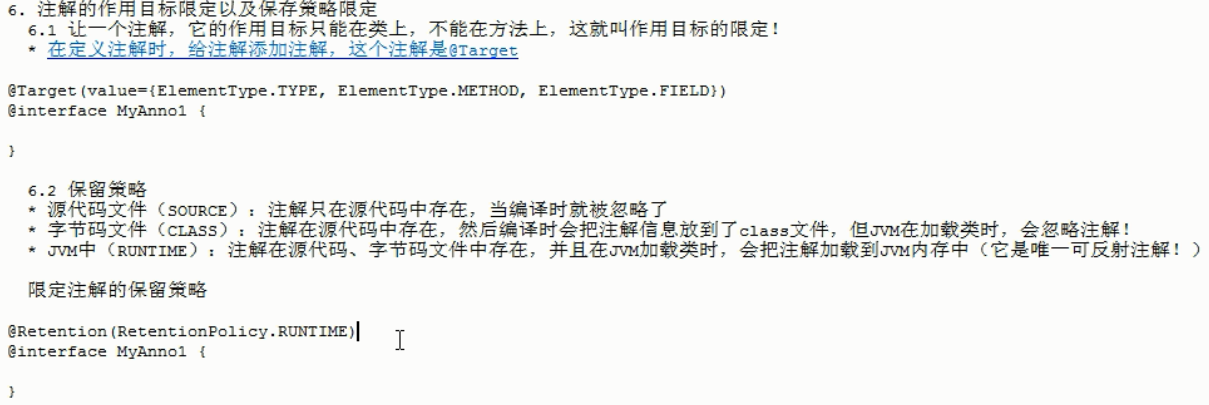 6. 注解的作用目标限定以及保存策略限定
6.1 让一个注解，它的作用目标只能在类上，不能在方法上，这就叫作用目标的限定！
* 在定义注解时，给注解添加注解，这个注解是@Target
@Target(value={ElementType.TYPE, ElementType.METHOD, ElementType.FIELD})
@interface MyAnno1 {
}
6.2 保留策略
* 源代码文件（SOURCE）：注解只在源代码中存在，当编译时就被忽略了
* 字节码文件（CLASS）：注解在源代码中存在，然后编译时会把注解信息放到了class文件，但JVM在加载类时，会忽略注解！
* JVM中（RUNTIME）：注解在源代码、字节码文件中存在，并且在JVM加载类时，会把注解加载到JVM内存中（它是唯一可反射注解！）
限定注解的保留策略
@Retention(RetentionPolicy.RUNTIME)
@interface MyAnno1 {
}